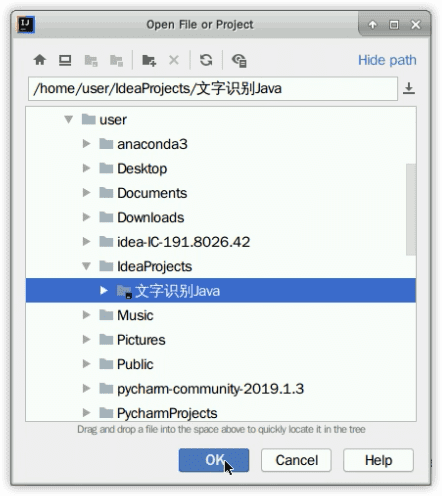 IJ
Open File or Project
Hide path
/home/user/IdeaProjects/文字识别Java
user
anaconda3
Desktop
Documents
Downloads
idea-IC-191.8026.42
IdeaProjects
文字识别Java
Music
Pictures
Public
pycharm-community-2019.1.3
PycharmProjects
Drag and drop a file into the space above to quickly locate it in the tree
OK Cancel Help